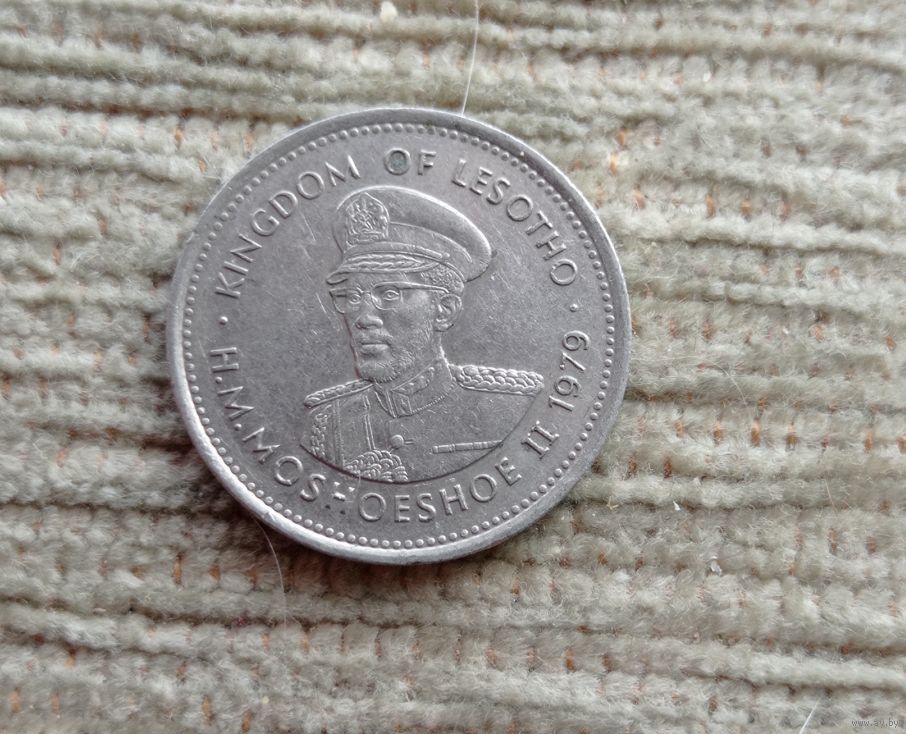 · KINGDOM OF LESOTHO ·
H.M. MOSHOESHOE II 1979
www.av.by